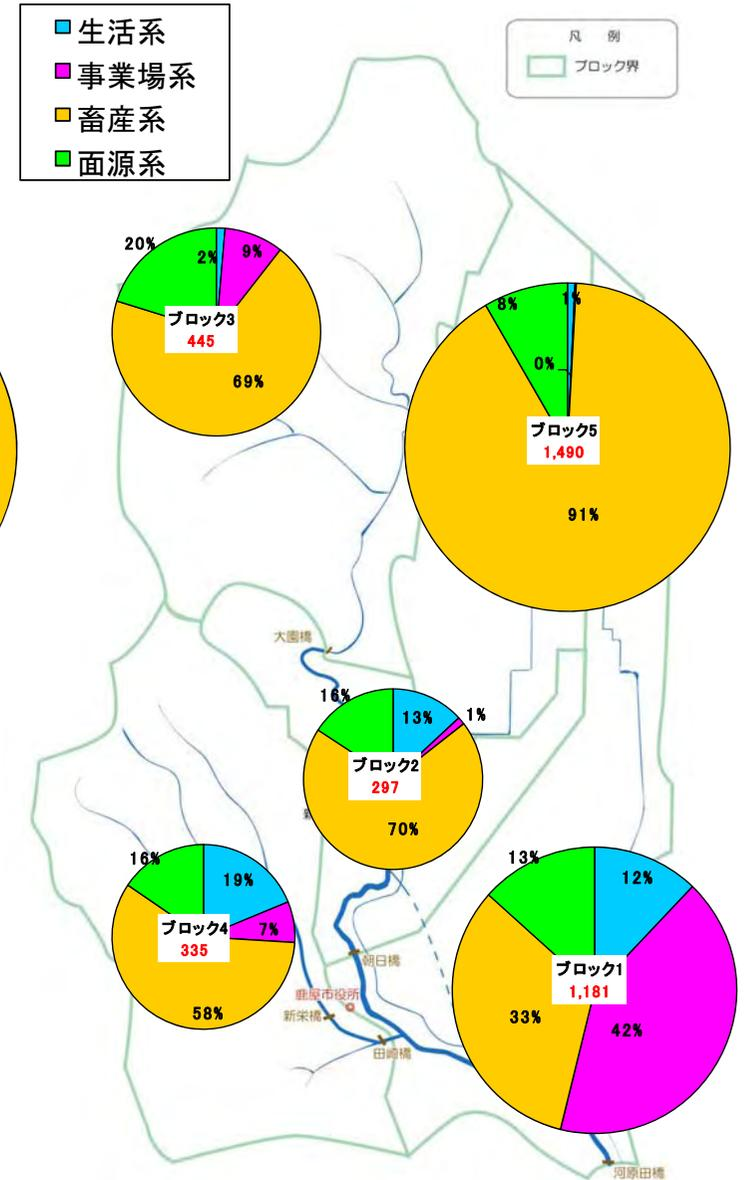 生活系
事業場系
畜産系
面源系
凡　例
ブロック界
20%
2%
9%
ブロック3
445
69%
8%
1%
0%
ブロック5
1,490
91%
大園橋
16%
13%
1%
ブロック2
297
70%
16%
19%
7%
ブロック4
335
58%
朝日橋
鹿屋市役所
新栄橋
田崎橋
13%
12%
ブロック1
1,181
33%
42%
河原田橋